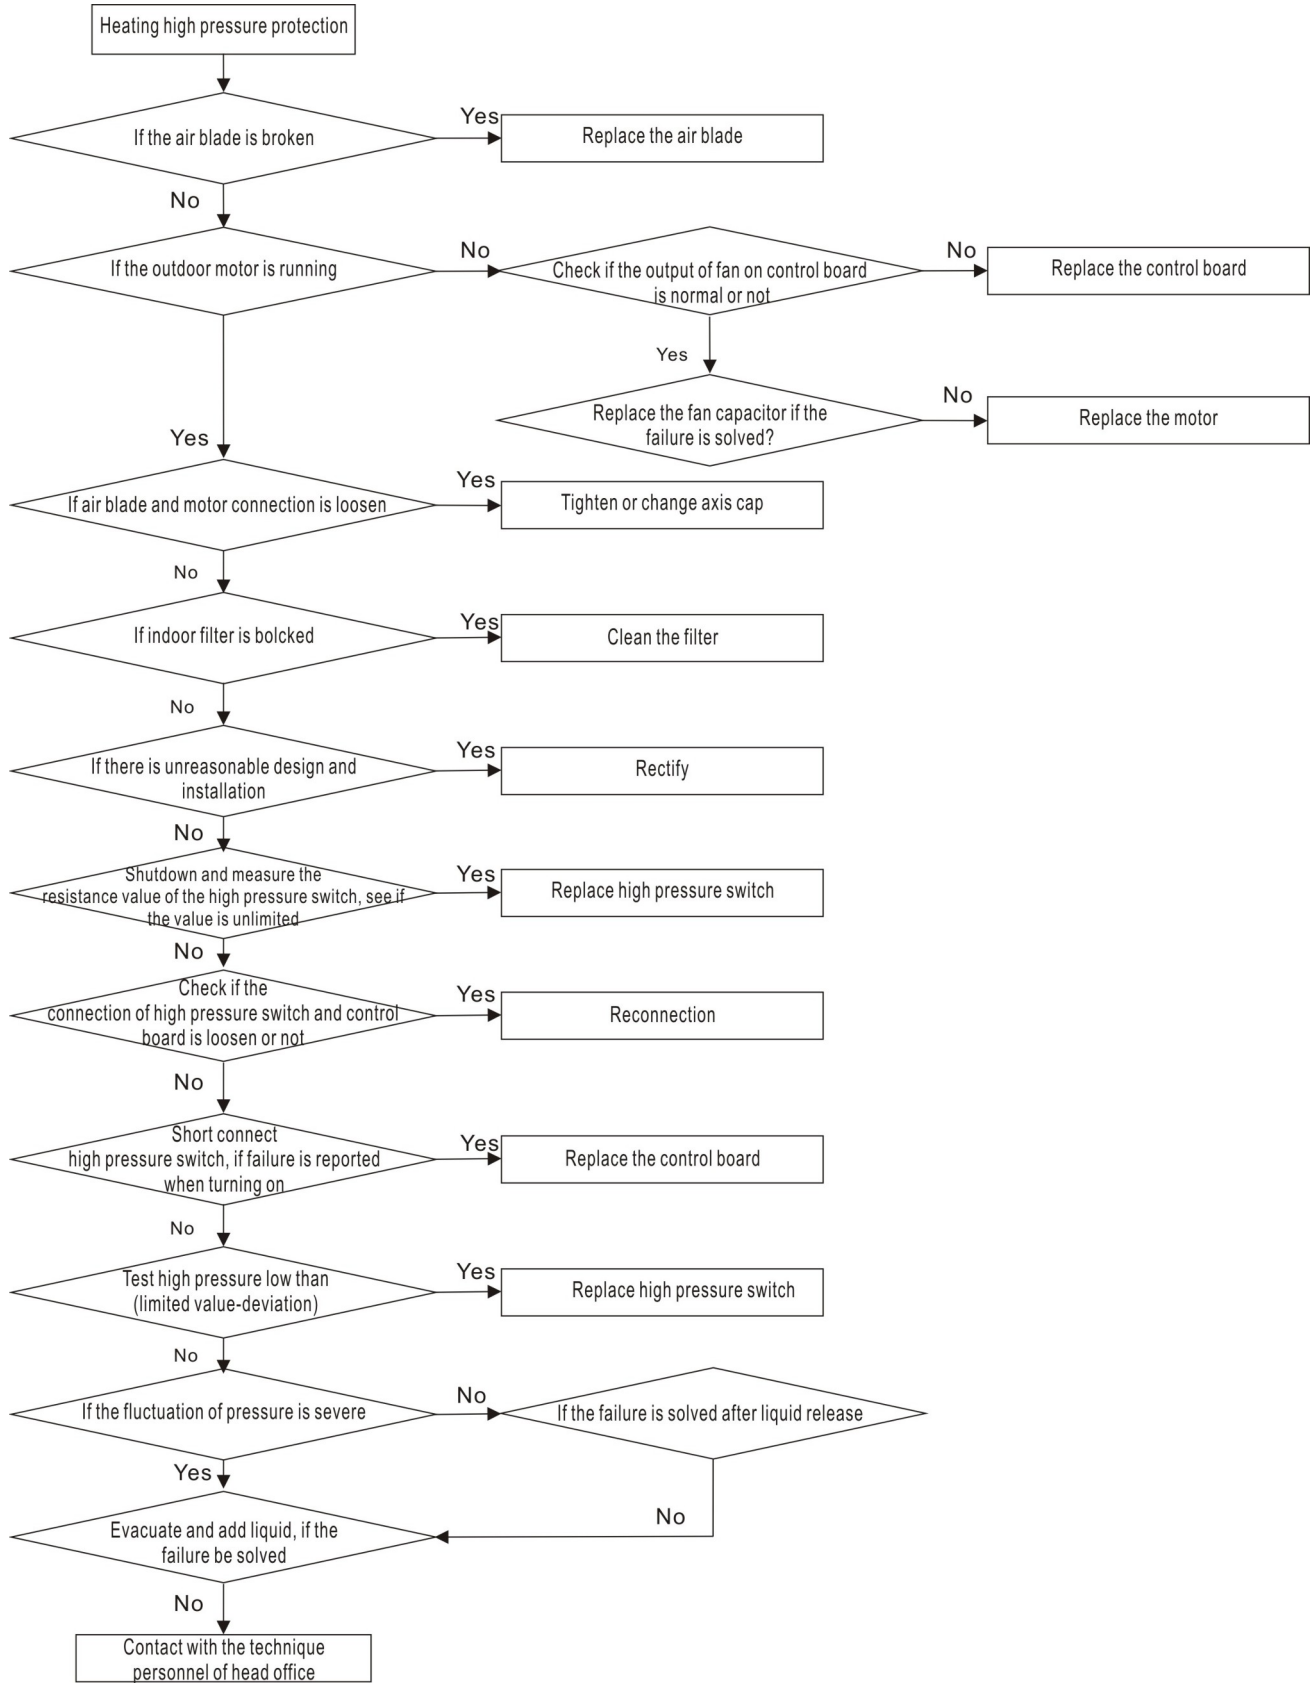 Heating high pressure protection
If the air blade is broken
Yes
Replace the air blade
No
If the outdoor motor is running
No
Check if the output of fan on control board
is normal or not
No
Replace the control board
Yes
Replace the fan capacitor if the
failure is solved?
No
Replace the motor
Yes
If air blade and motor connection is loosen
Yes
Tighten or change axis cap
No
If indoor filter is bolcked
Yes
Clean the filter
No
If there is unreasonable design and
installation
Yes
Rectify
No
Shutdown and measure the
resistance value of the high pressure switch, see if
the value is unlimited
Yes
Replace high pressure switch
No
Check if the
connection of high pressure switch and control
board is loosen or not
Yes
Reconnection
No
Short connect
high pressure switch, if failure is reported
when turning on
Yes
Replace the control board
No
Test high pressure low than
(limited value-deviation)
Yes
Replace high pressure switch
No
If the fluctuation of pressure is severe
No
If the failure is solved after liquid release
Yes
No
Evacuate and add liquid, if the
failure be solved
No
Contact with the technique
personnel of head office